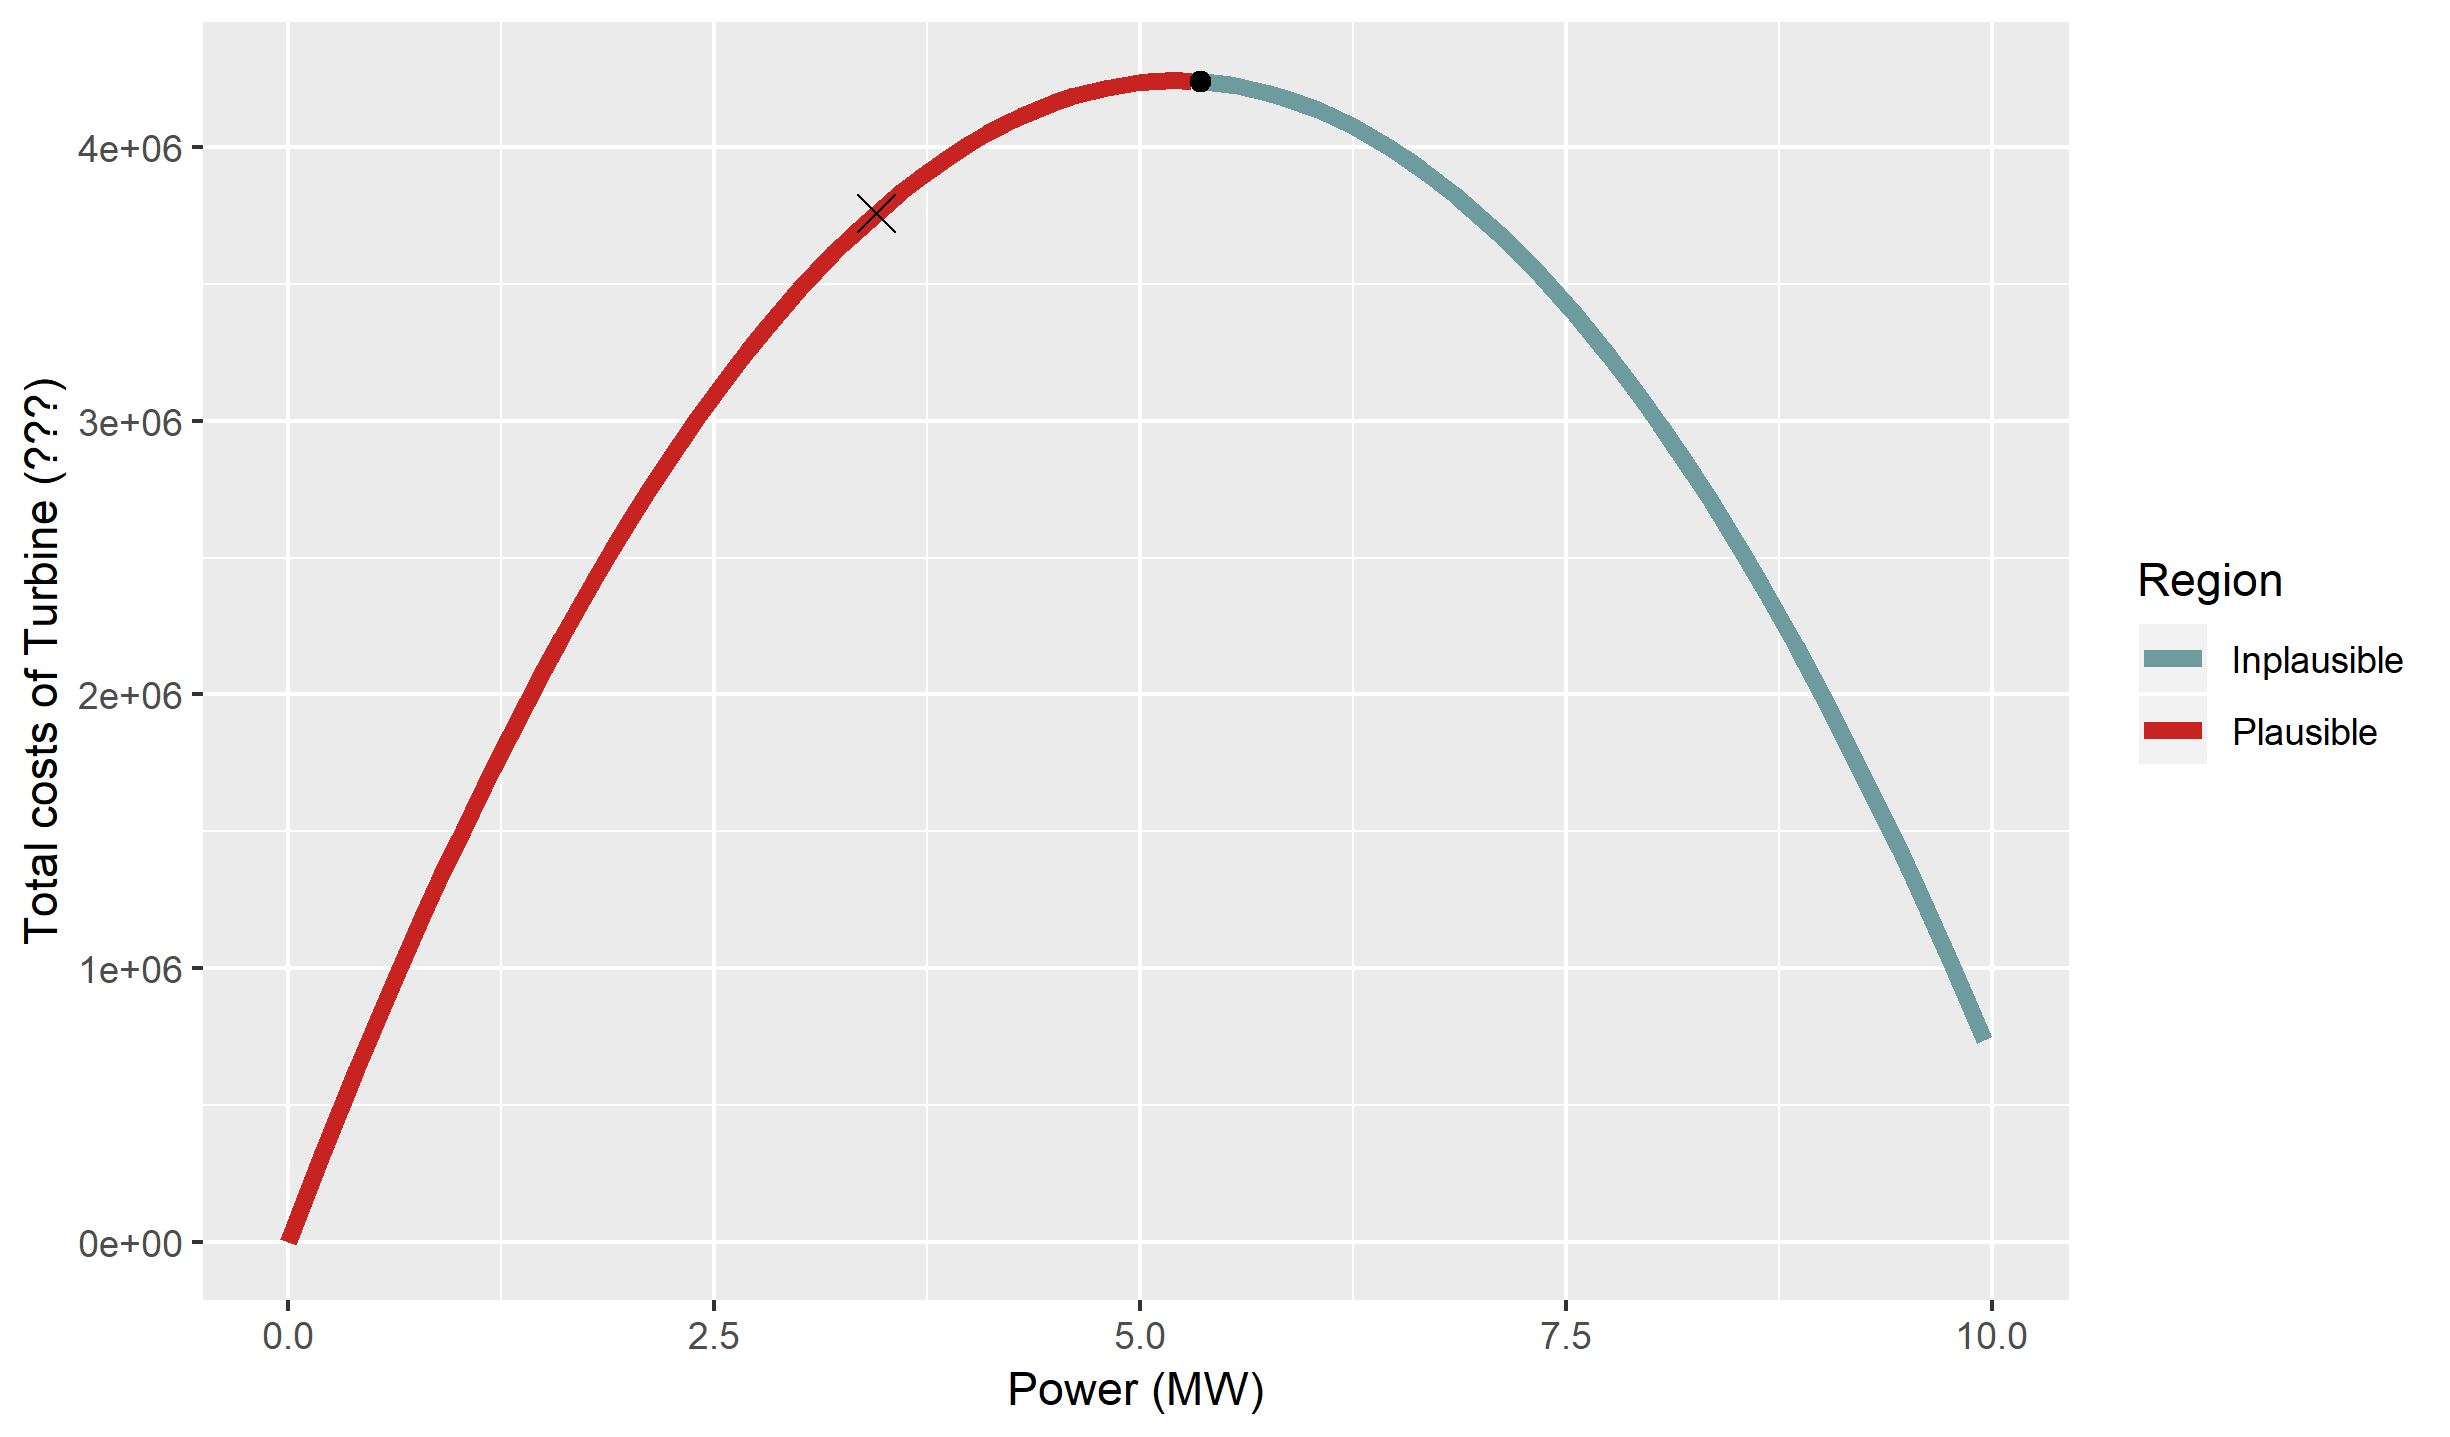 Total costs of Turbine (???)
4e+06
3e+06
2e+06
1e+06
0e+00
0.0 2.5 5.0 7.5 10.0
Power (MW)
Region
Inplausible
Plausible